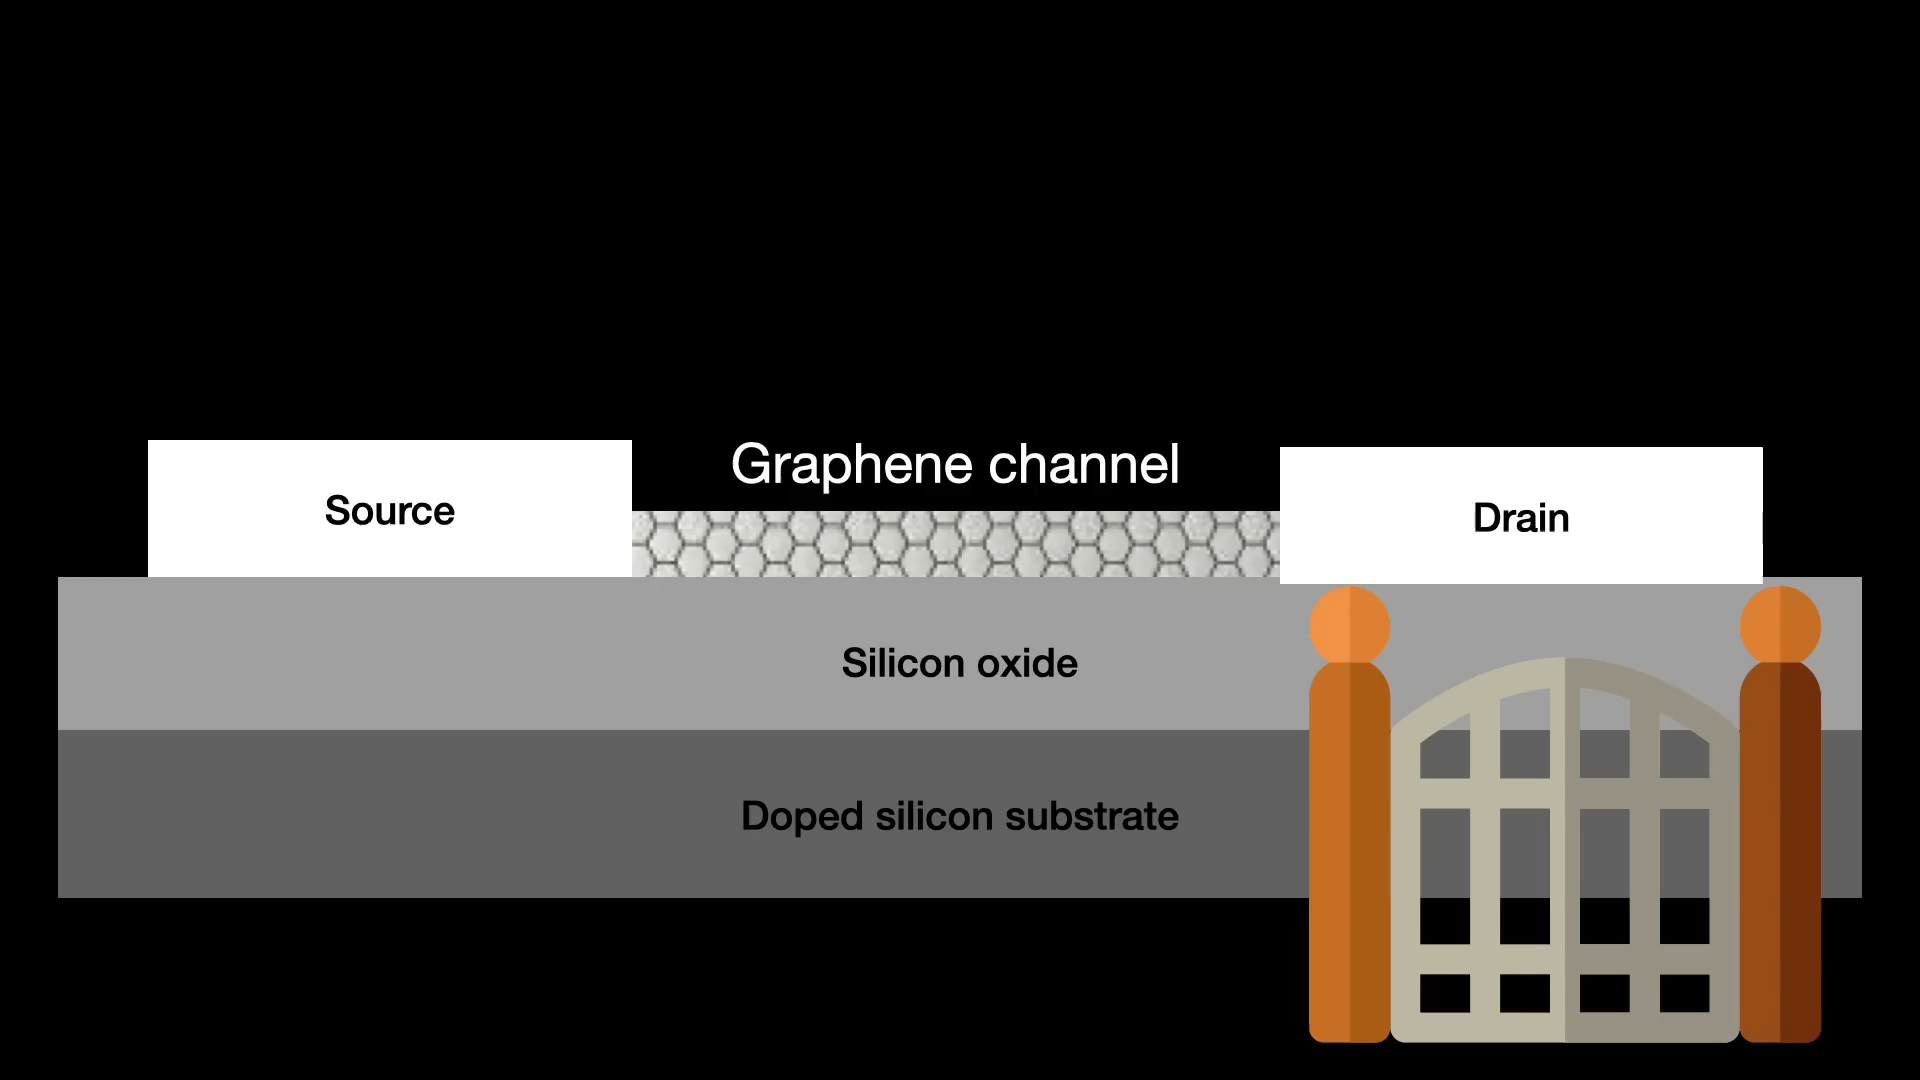 Graphene channel
Source
Drain
Silicon oxide
Doped silicon substrate